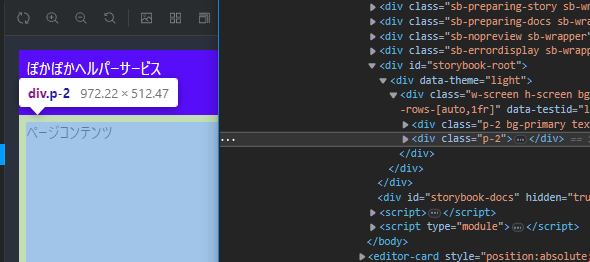 ぽかぽかヘルパーサービス
div.p-2 972.22 × 512.47
ページコンテンツ
▶<div class="sb-preparing-story sb-wra
▶<div class="sb-preparing-docs sb-wrap
▶<div class="sb-nopreview sb-wrapper"
▶<div class="sb-errordisplay sb-wrapp
▼<div id="storybook-root">
▼<div data-theme="light">
▼<div class="w-screen h-screen bg
-rows-[auto,1fr]" data-testid="l
▶<div class="p-2 bg-primary tex
... ▶<div class="p-2">…</div> == $
</div>
</div>
</div>
<div id="storybook-docs" hidden="tru
▶<script>…</script>
▶<script type="module">…</script>
</body>
▶<editor-card style="position:absolute;